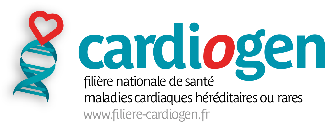 cardiogen
filière nationale de santé
maladies cardiaques héréditaires ou rares
www.filiere-cardiogen.fr